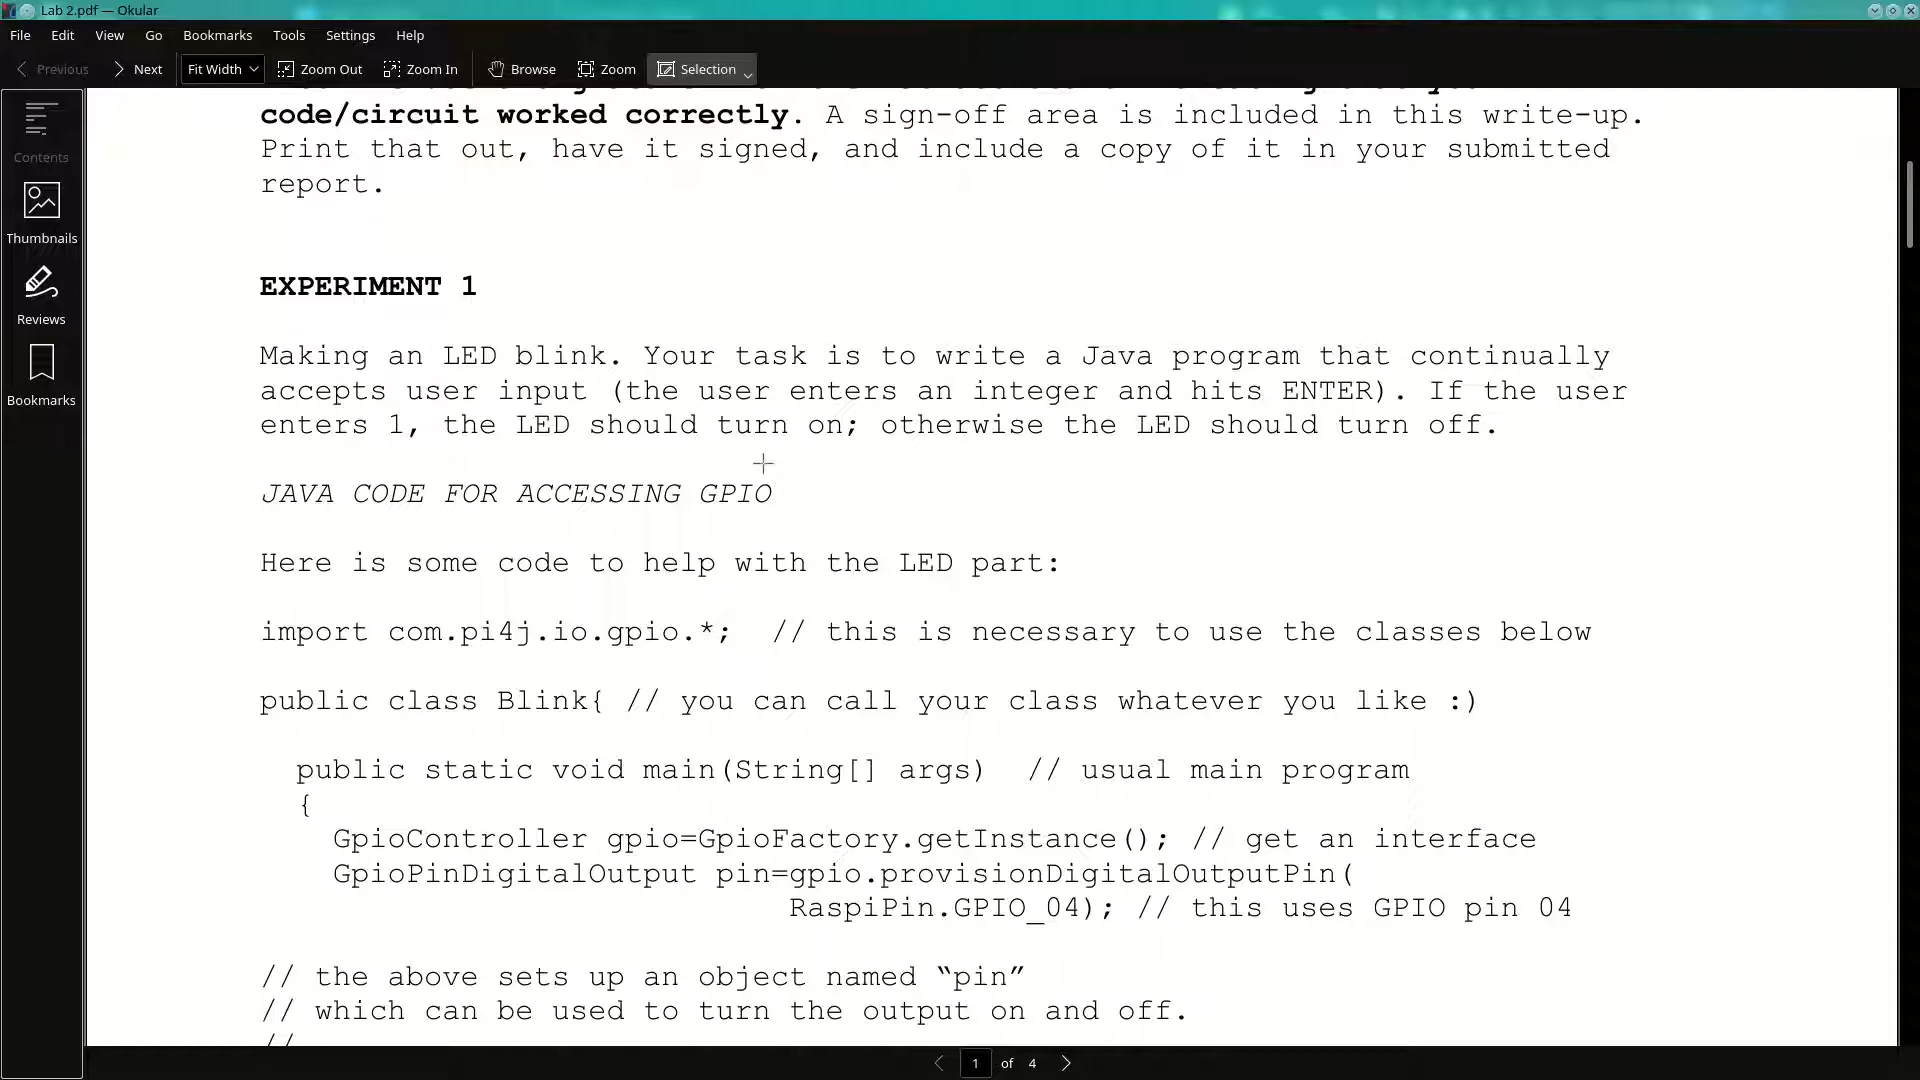 Lab 2.pdf — Okular
File Edit View Go Bookmarks Tools Settings Help
Previous Next Fit Width Zoom Out Zoom In Browse Zoom Selection
Contents
Thumbnails
Reviews
Bookmarks
code/circuit worked correctly. A sign-off area is included in this write-up.
Print that out, have it signed, and include a copy of it in your submitted
report.
EXPERIMENT 1
Making an LED blink. Your task is to write a Java program that continually
accepts user input (the user enters an integer and hits ENTER). If the user
enters 1, the LED should turn on; otherwise the LED should turn off.
JAVA CODE FOR ACCESSING GPIO
Here is some code to help with the LED part:
import com.pi4j.io.gpio.*; // this is necessary to use the classes below
public class Blink{ // you can call your class whatever you like :)
public static void main(String[] args) // usual main program
{
GpioController gpio=GpioFactory.getInstance(); // get an interface
GpioPinDigitalOutput pin=gpio.provisionDigitalOutputPin(
RaspiPin.GPIO_04); // this uses GPIO pin 04
// the above sets up an object named “pin”
// which can be used to turn the output on and off.
//
1 of 4